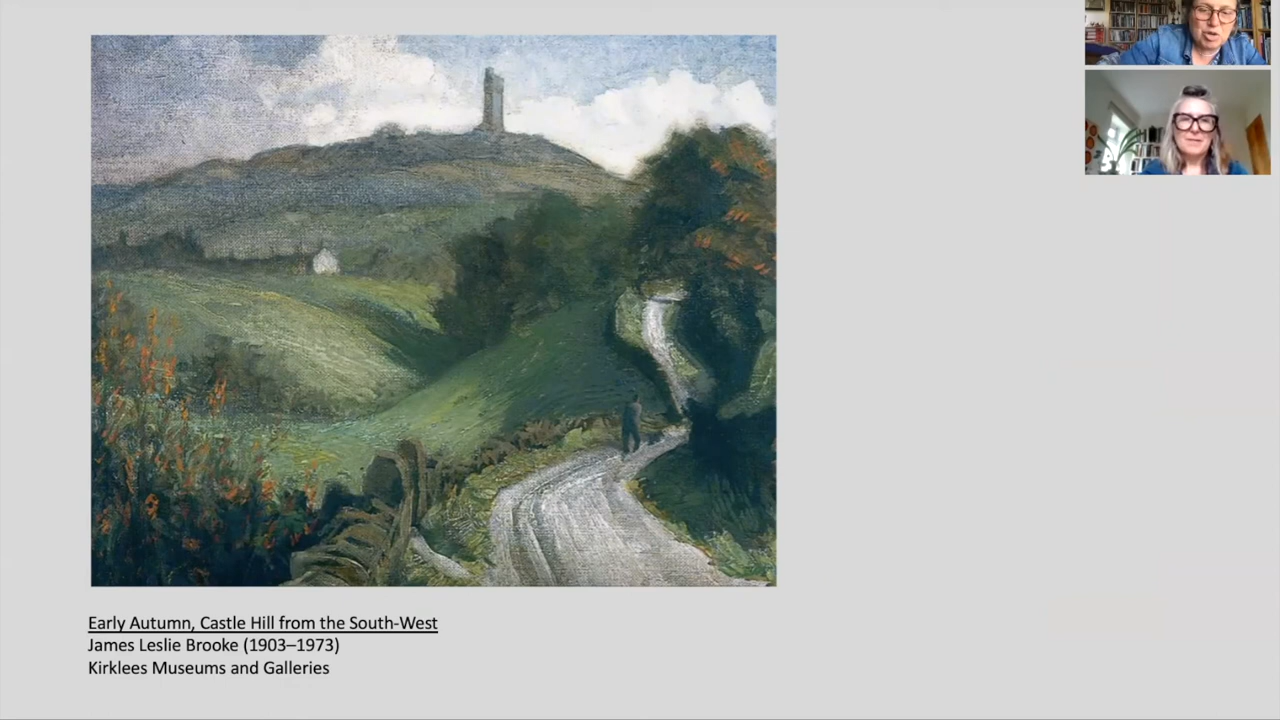 Early Autumn, Castle Hill from the South-West
James Leslie Brooke (1903–1973)
Kirklees Museums and Galleries